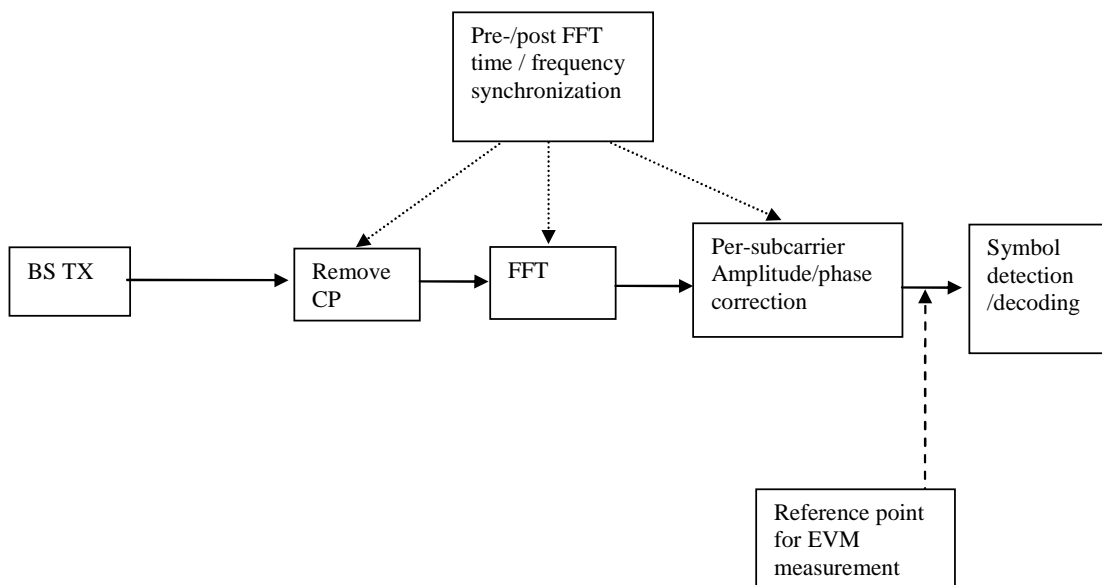 Pre-/post FFT
time / frequency
synchronization
BS TX
Remove
CP
FFT
Per-subcarrier
Amplitude/phase
correction
Symbol
detection
/decoding
Reference point
for EVM
measurement